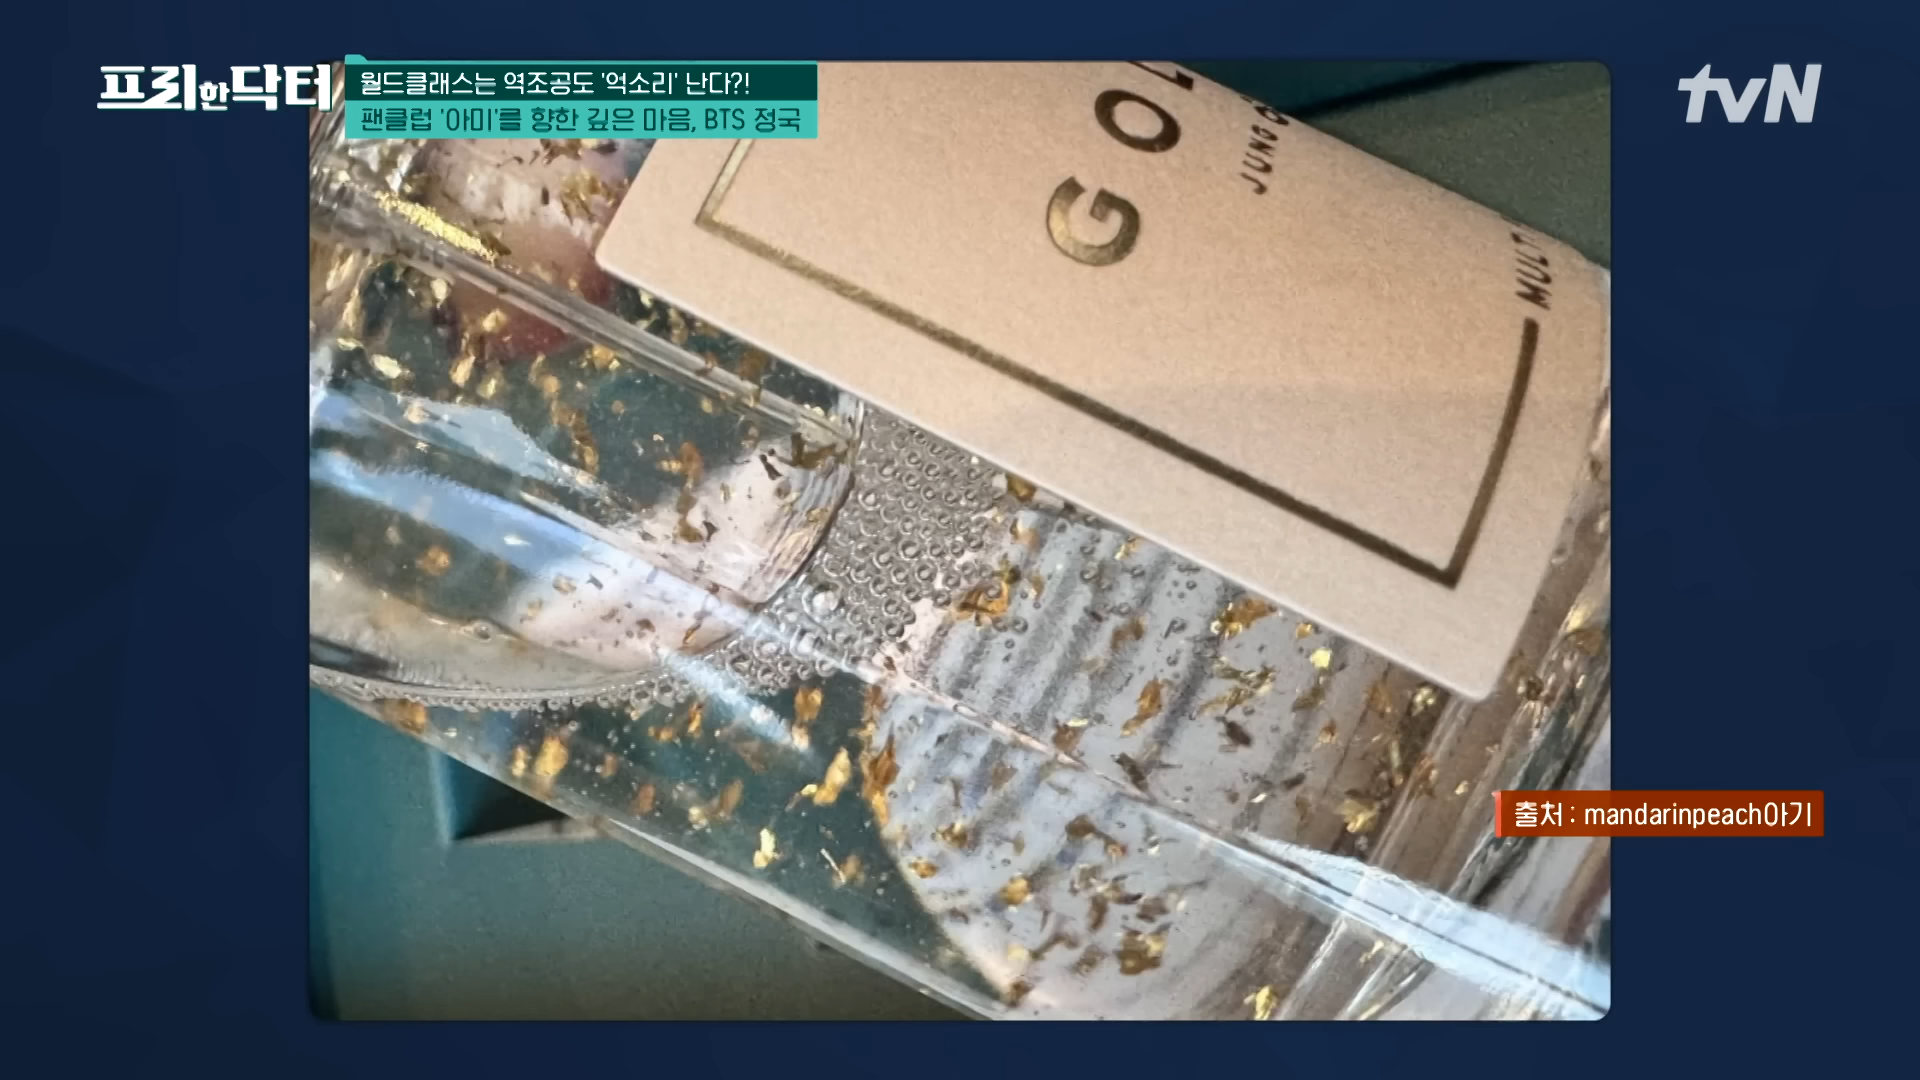 프리한닥터
월드클래스는 역조공도 '억소리' 난다?!
팬클럽 '아미'를 향한 깊은 마음, BTS 정국
tvN
JUNG
MULTI
출처 : mandarinpeach아기